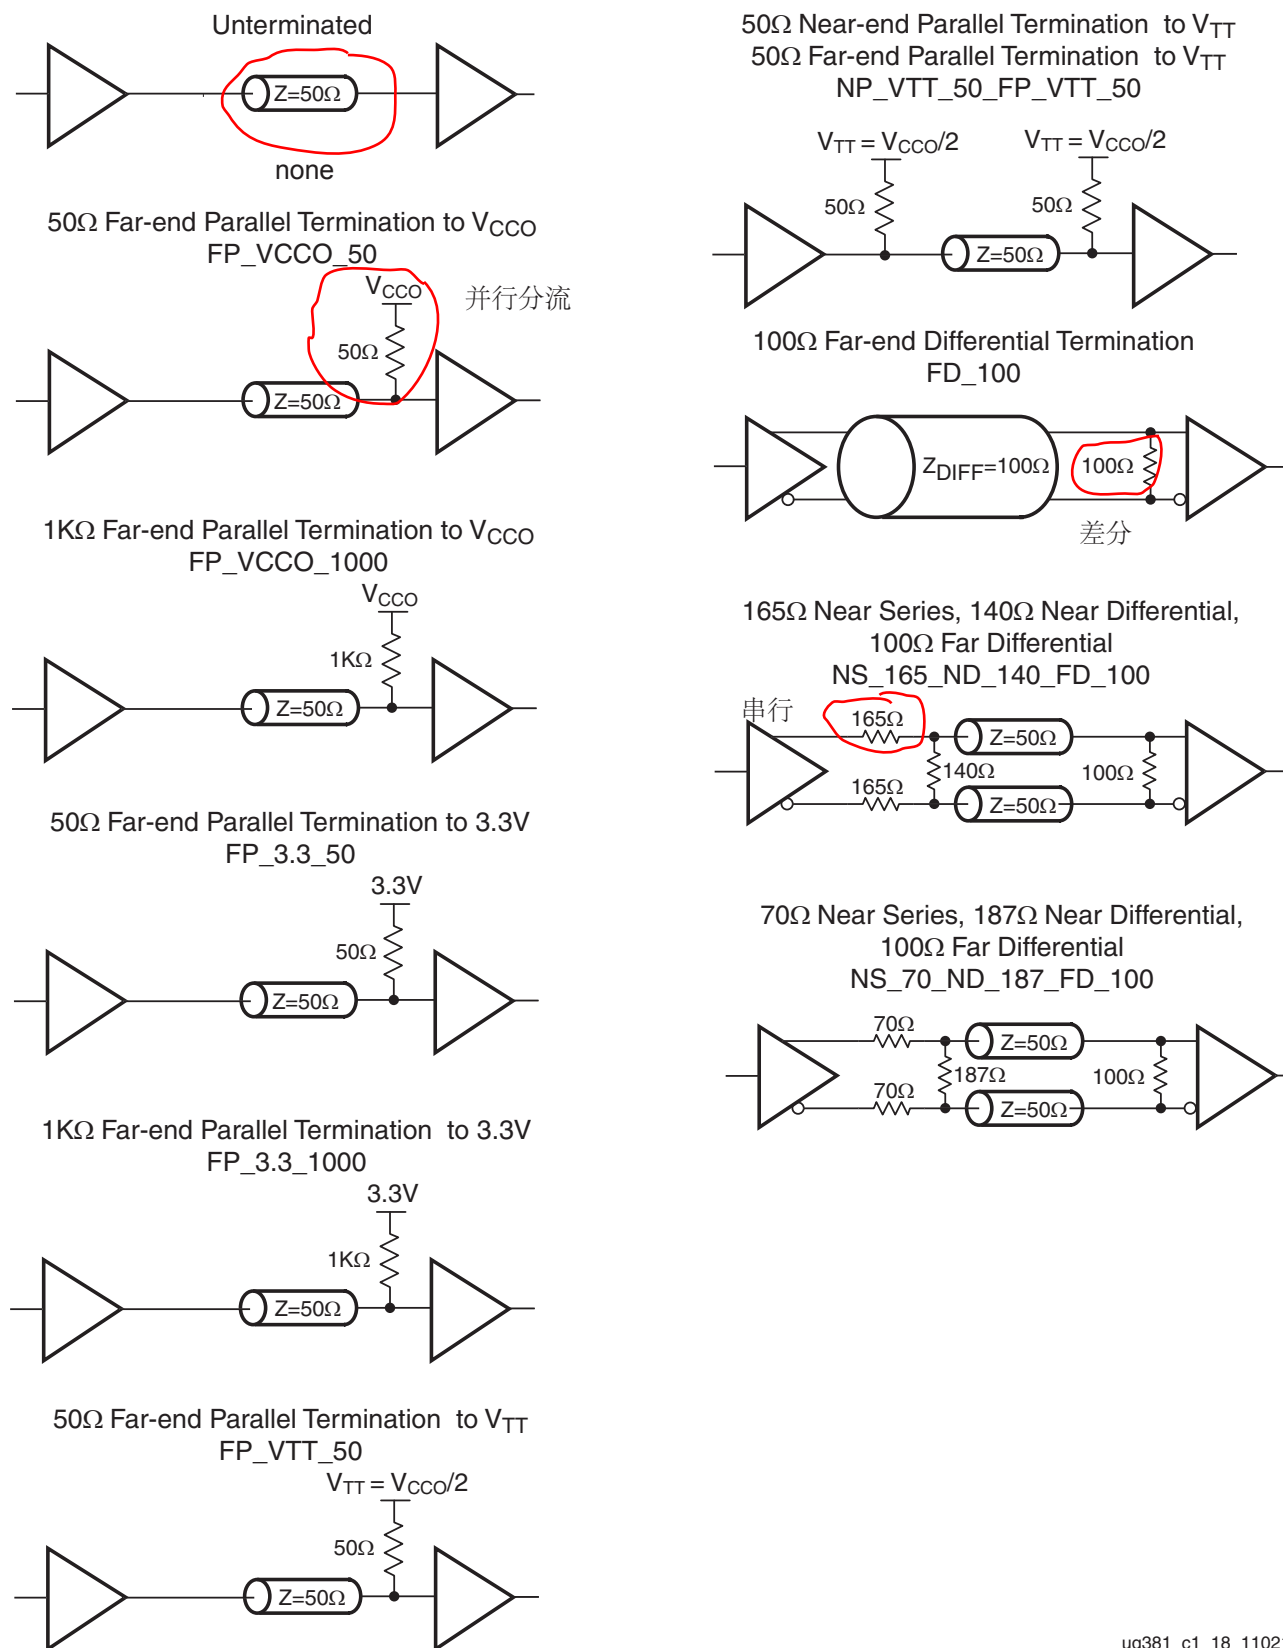 Unterminated
Z=50Ω
none
50Ω Far-end Parallel Termination to VCCO
FP_VCCO_50
VCCO
并行分流
50Ω
Z=50Ω
1KΩ Far-end Parallel Termination to VCCO
FP_VCCO_1000
VCCO
1KΩ
Z=50Ω
50Ω Far-end Parallel Termination to 3.3V
FP_3.3_50
3.3V
50Ω
Z=50Ω
1KΩ Far-end Parallel Termination to 3.3V
FP_3.3_1000
3.3V
1KΩ
Z=50Ω
50Ω Far-end Parallel Termination to VTT
FP_VTT_50
VTT = VCCO/2
50Ω
Z=50Ω
50Ω Near-end Parallel Termination to VTT
50Ω Far-end Parallel Termination to VTT
NP_VTT_50_FP_VTT_50
VTT = VCCO/2 VTT = VCCO/2
50Ω 50Ω
Z=50Ω
100Ω Far-end Differential Termination
FD_100
ZDIFF=100Ω 100Ω
差分
165Ω Near Series, 140Ω Near Differential,
100Ω Far Differential
NS_165_ND_140_FD_100
串行 165Ω
Z=50Ω
140Ω 100Ω
165Ω
Z=50Ω
70Ω Near Series, 187Ω Near Differential,
100Ω Far Differential
NS_70_ND_187_FD_100
70Ω
Z=50Ω
187Ω 100Ω
70Ω
Z=50Ω
ug381_c1_18_1102